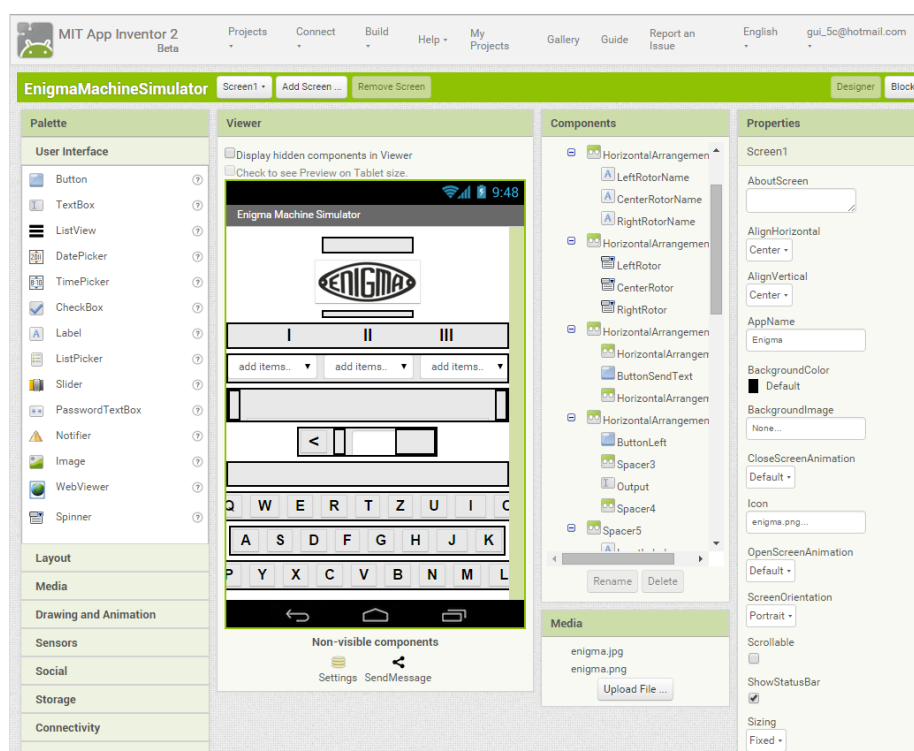 MIT App Inventor 2
Beta
Projects
Connect
Build
Help
My
Projects
Gallery
Guide
Report an
Issue
English
gui_5c@hotmail.com
EnigmaMachineSimulator
Screen1
Add Screen ...
Remove Screen
Designer
Block
Palette
User Interface
Button
TextBox
ListView
DatePicker
TimePicker
CheckBox
Label
ListPicker
Slider
PasswordTextBox
Notifier
Image
WebViewer
Spinner
Layout
Media
Drawing and Animation
Sensors
Social
Storage
Connectivity
Viewer
Display hidden components in Viewer
Check to see Preview on Tablet size.
9:48
Enigma Machine Simulator
ENIGMA
I II III
add items.. add items.. add items..
<
Q W E R T Z U I O
A S D F G H J K
P Y X C V B N M L
Non-visible components
Settings SendMessage
Components
HorizontalArrangemen
LeftRotorName
CenterRotorName
RightRotorName
HorizontalArrangemen
LeftRotor
CenterRotor
RightRotor
HorizontalArrangemen
HorizontalArrangem
ButtonSendText
HorizontalArrangem
HorizontalArrangemen
ButtonLeft
Spacer3
Output
Spacer4
Spacer5
Rename Delete
Media
enigma.jpg
enigma.png
Upload File ...
Properties
Screen1
AboutScreen
AlignHorizontal
Center
AlignVertical
Center
AppName
Enigma
BackgroundColor
Default
BackgroundImage
None...
CloseScreenAnimation
Default
Icon
enigma.png...
OpenScreenAnimation
Default
ScreenOrientation
Portrait
Scrollable
ShowStatusBar
Sizing
Fixed